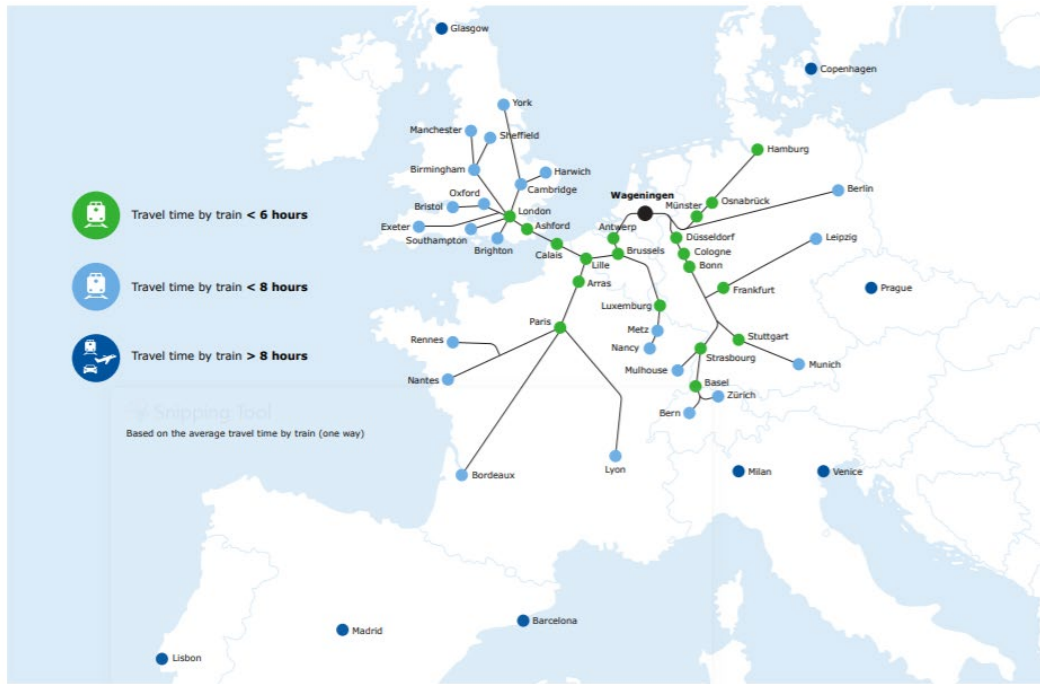 Glasgow
Copenhagen
York
Manchester
Sheffield
Hamburg
Birmingham
Harwich
Oxford
Cambridge
Wageningen
Berlin
Travel time by train < 6 hours
Bristol
London
Münster
Osnabrück
Exeter
Ashford
Antwerp
Düsseldorf
Leipzig
Southampton
Brighton
Calais
Brussels
Cologne
Lille
Bonn
Travel time by train < 8 hours
Arras
Frankfurt
Prague
Luxemburg
Paris
Metz
Stuttgart
Rennes
Nancy
Strasbourg
Travel time by train > 8 hours
Mulhouse
Munich
Nantes
Basel
Zürich
Snipping Tool
Bern
Based on the average travel time by train (one way)
Lyon
Milan
Venice
Bordeaux
Barcelona
Madrid
Lisbon